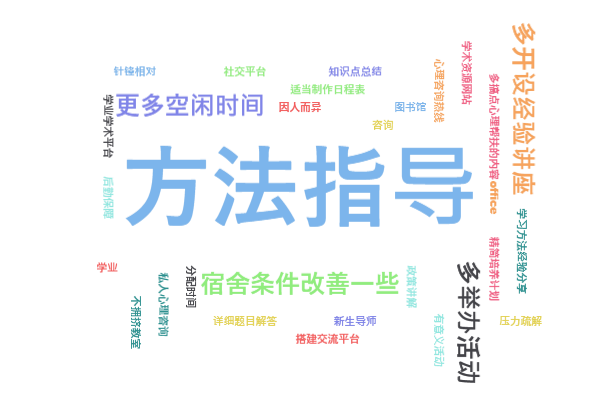 针锋相对
社交平台
知识点总结
适当制作日程表
更多空闲时间
因人而异
图书馆
咨询
心理咨询热线
学术资源网站
多搞点心理帮扶的内容
office
多开设经验讲座
学业学术平台
方法指导
后勤保障
学习方法经验分享
精简培养计划
学业
私人心理咨询
分配时间
宿舍条件改善一些
政策讲解
多举办活动
不拥挤教室
详细题目解答
新生导师
搭建交流平台
有意义活动
压力疏解